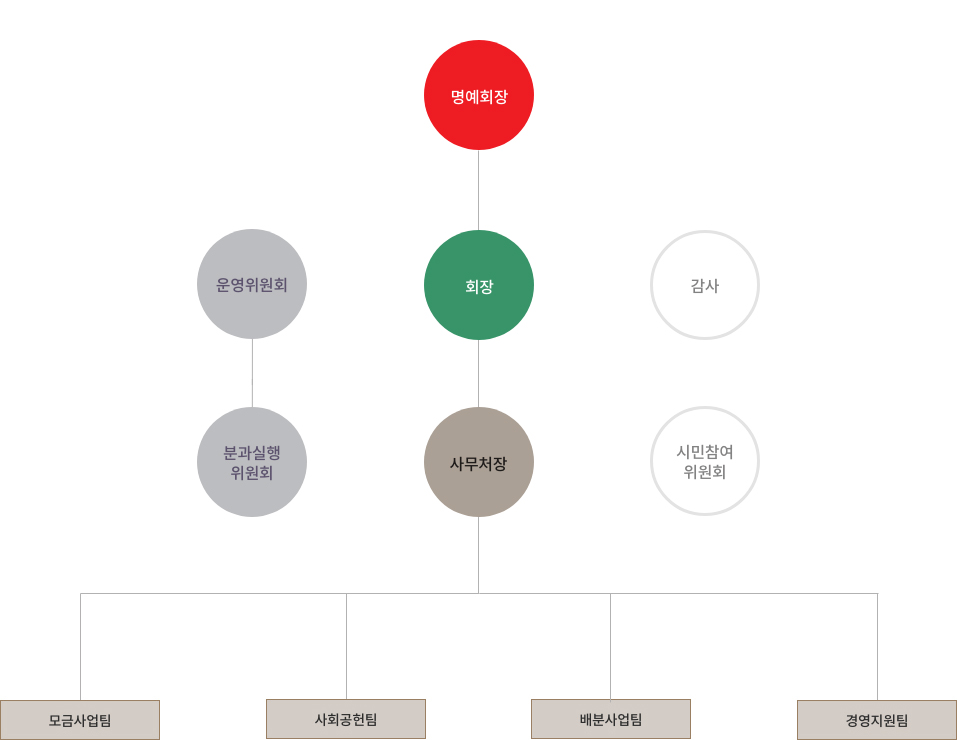 명예회장
운영위원회
회장
감사
분과실행
위원회
사무처장
시민참여
위원회
모금사업팀
사회공헌팀
배분사업팀
경영지원팀